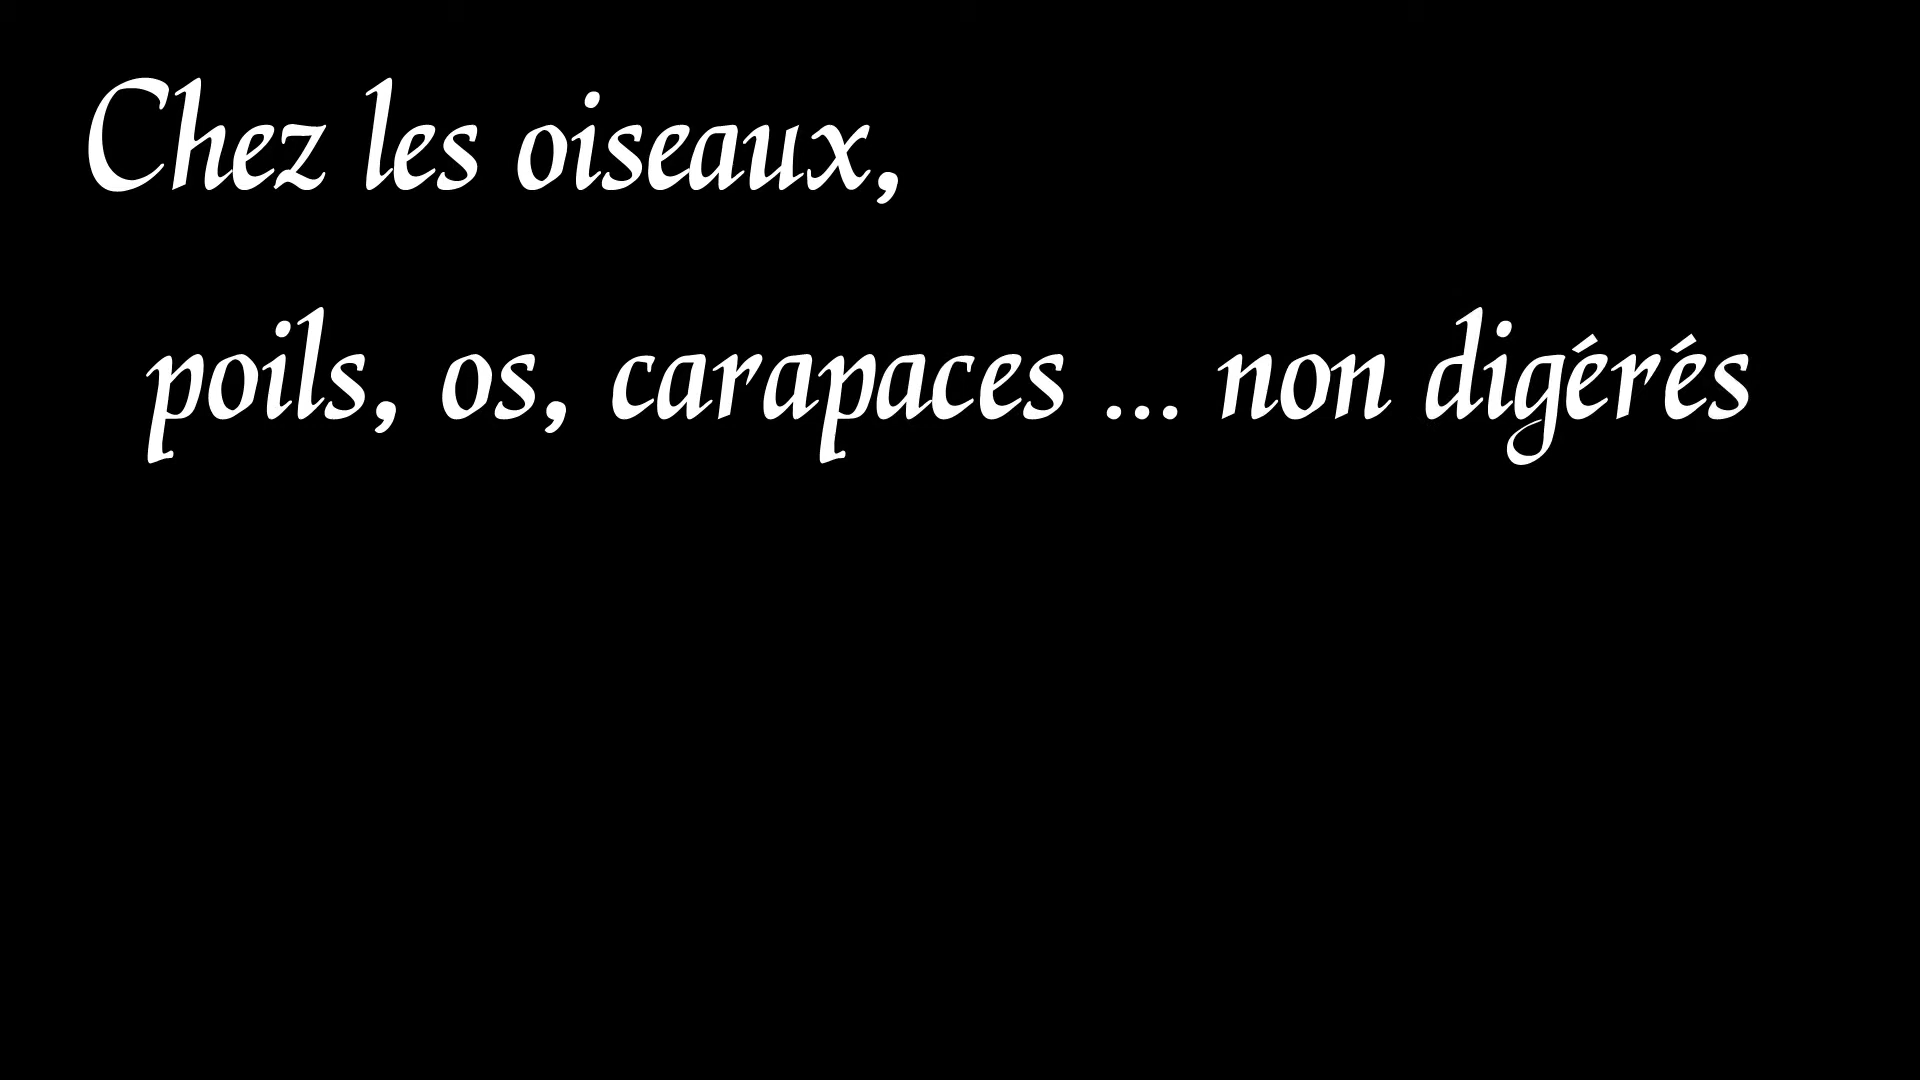 Chez les oiseaux,
poils, os, carapaces ... non digérés